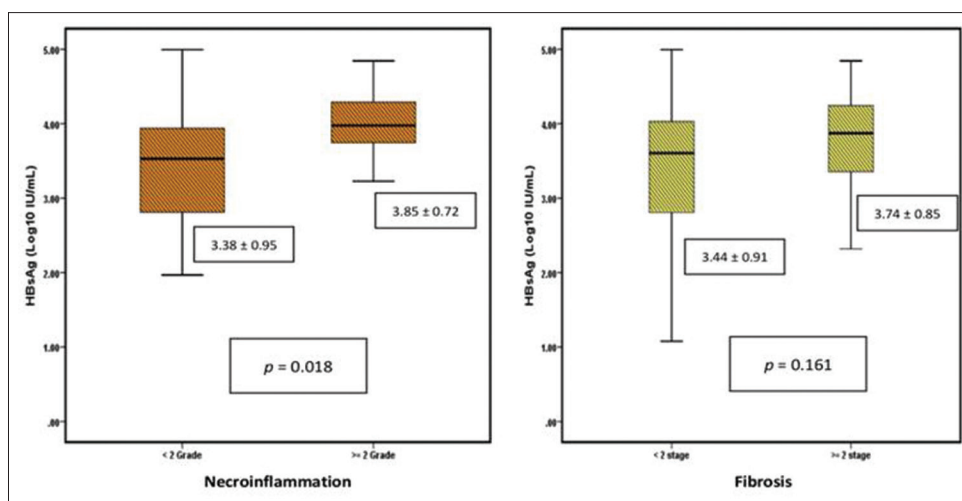 HBsAg (Log10 IU/mL)
5.00
4.00
3.00
2.00
1.00
.00
3.38 ± 0.95
3.85 ± 0.72
p = 0.018
< 2 Grade
>= 2 Grade
Necroinflammation
HBsAg (Log10 IU/mL)
5.00
4.00
3.00
2.00
1.00
.00
3.44 ± 0.91
3.74 ± 0.85
p = 0.161
< 2 stage
>= 2 stage
Fibrosis